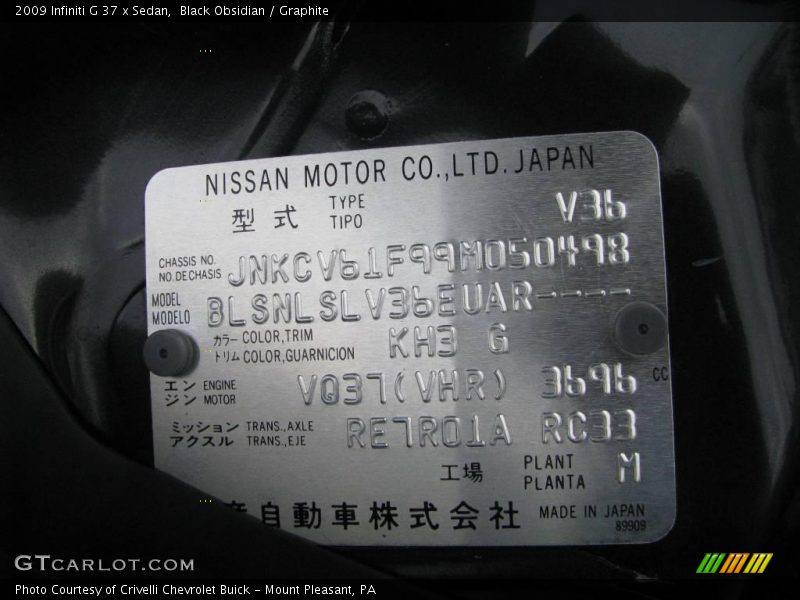 2009 Infiniti G 37 x Sedan,  Black Obsidian / Graphite
NISSAN MOTOR CO.,LTD. JAPAN
型 式 TYPE V36
TIPO
CHASSIS NO. JNKCV61F99M050498
NO. DE CHASIS
MODEL BLSNLSLV36EUAR----
MODELO
カラー COLOR,TRIM KH3 G
トリム COLOR,GUARNICION
エン ENGINE VQ37(VHR) 3696 CC
ジン MOTOR
ミッション TRANS.,AXLE RE7R01A RC33
アクスル TRANS.,EJE
工場 PLANT M
PLANTA
産自動車株式会社 MADE IN JAPAN
89909
GTCARLOT.COM
Photo Courtesy of Crivelli Chevrolet Buick - Mount Pleasant, PA